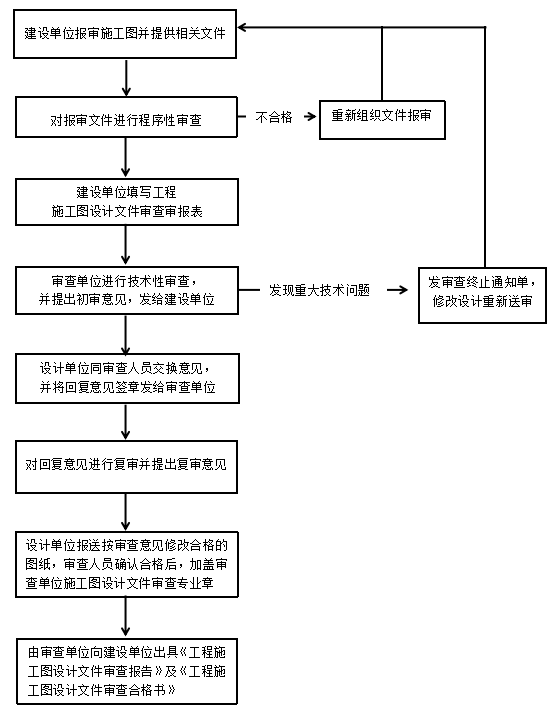 建设单位报审施工图并提供相关文件
对报审文件进行程序性审查
不合格
重新组织文件报审
建设单位填写工程
施工图设计文件审查审报表
审查单位进行技术性审查，
并提出初审意见，发给建设单位
发现重大技术问题
发审查终止通知单，
修改设计重新送审
设计单位同审查人员交换意见，
并将回复意见签章发给审查单位
对回复意见进行复审并提出复审意见
设计单位报送按审查意见修改合格的
图纸，审查人员确认合格后，加盖审
查单位施工图设计文件审查专业章
由审查单位向建设单位出具《工程施
工图设计文件审查报告》及《工程施
工图设计文件审查合格书》